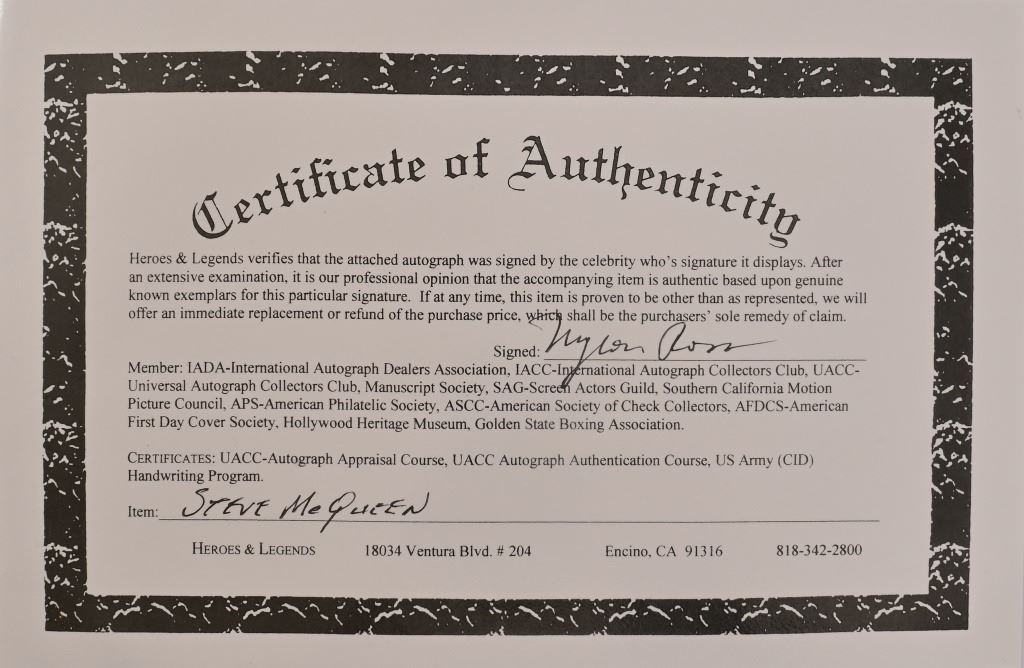 Certificate of Authenticity
Heroes & Legends verifies that the attached autograph was signed by the celebrity who's signature it displays. After
an extensive examination, it is our professional opinion that the accompanying item is authentic based upon genuine
known exemplars for this particular signature. If at any time, this item is proven to be other than as represented, we will
offer an immediate replacement or refund of the purchase price, which shall be the purchasers' sole remedy of claim.
Signed: Myron Ross
Member: IADA-International Autograph Dealers Association, IACC-International Autograph Collectors Club, UACC-
Universal Autograph Collectors Club, Manuscript Society, SAG-Screen Actors Guild, Southern California Motion
Picture Council, APS-American Philatelic Society, ASCC-American Society of Check Collectors, AFDCS-American
First Day Cover Society, Hollywood Heritage Museum, Golden State Boxing Association.
CERTIFICATES: UACC-Autograph Appraisal Course, UACC Autograph Authentication Course, US Army (CID)
Handwriting Program.
Item: STEVE McQUEEN
HEROES & LEGENDS 18034 Ventura Blvd. # 204 Encino, CA 91316 818-342-2800